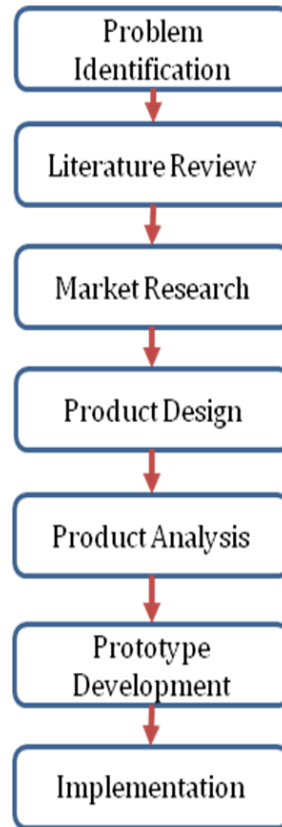 Problem
Identification
Literature Review
Market Research
Product Design
Product Analysis
Prototype
Development
Implementation